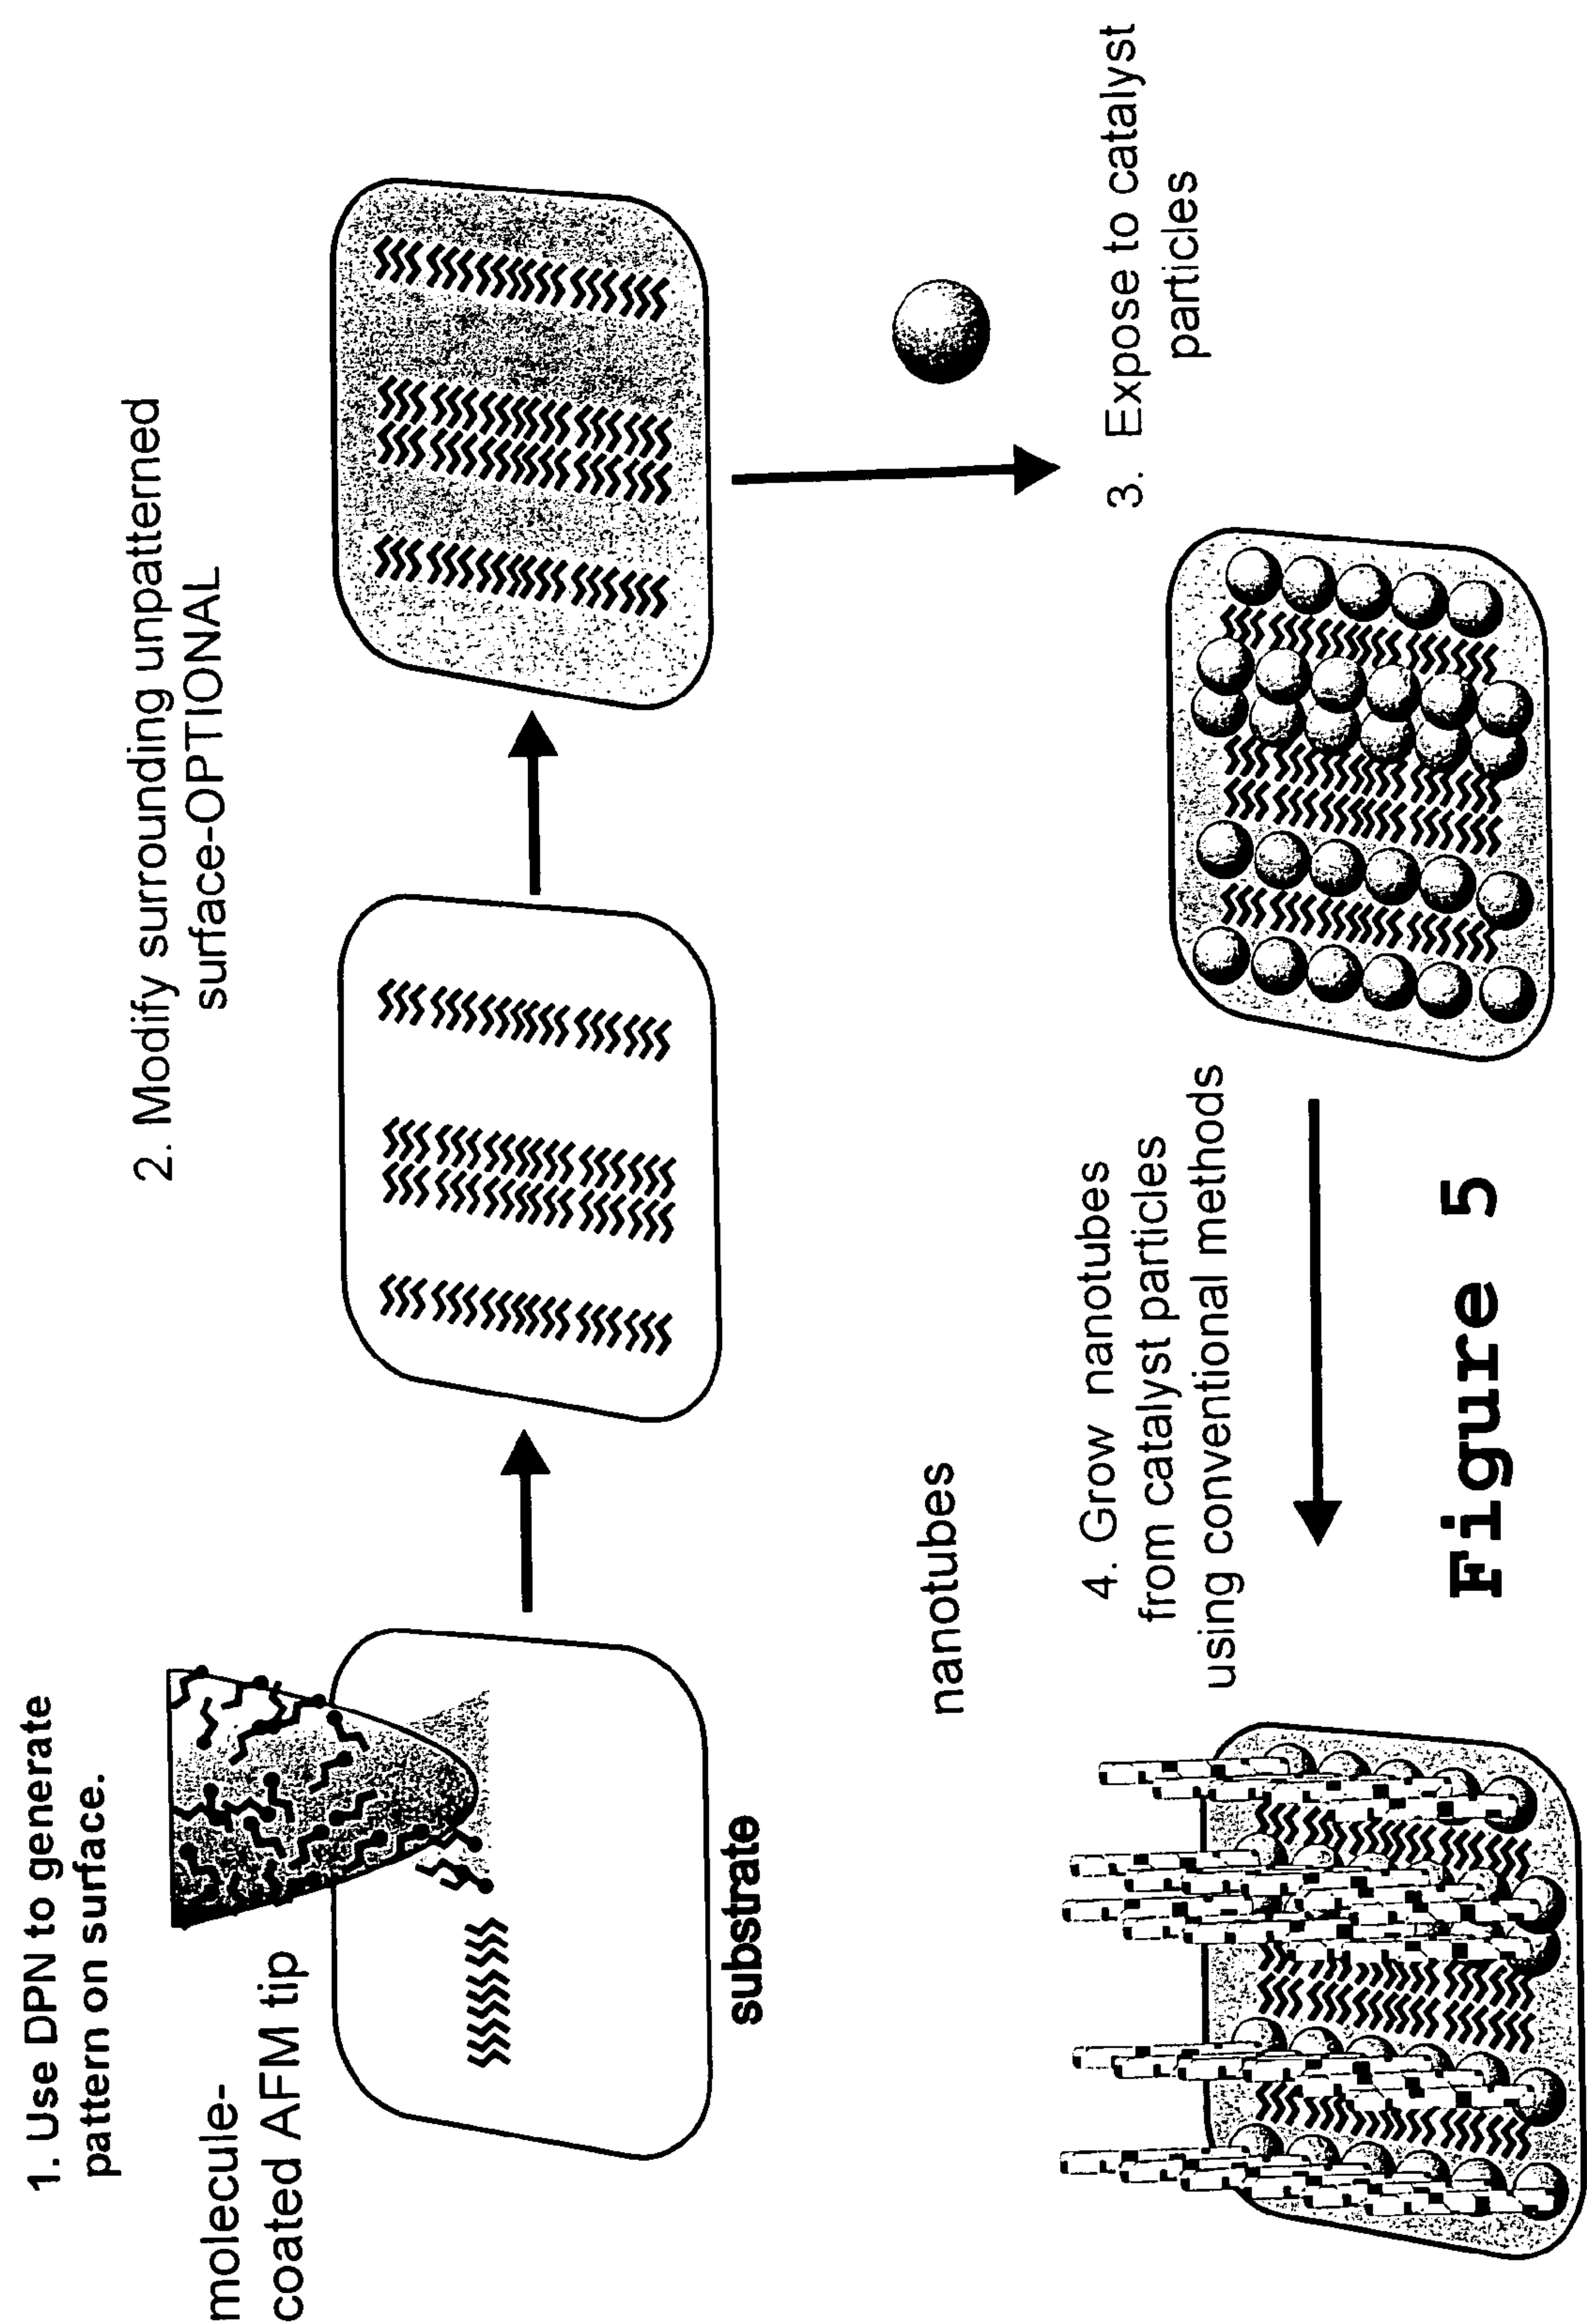 1. Use DPN to generate
pattern on surface.
molecule-
coated AFM tip
substrate
2. Modify surrounding unpatterned
surface-OPTIONAL
3. Expose to catalyst
particles
nanotubes
4. Grow nanotubes
from catalyst particles
using conventional methods
Figure 5